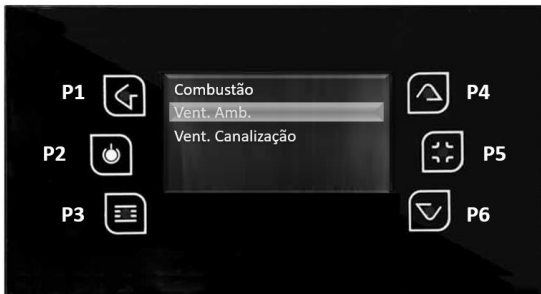 P1
P2
P3
Combustão
Vent. Amb.
Vent. Canalização
P4
P5
P6